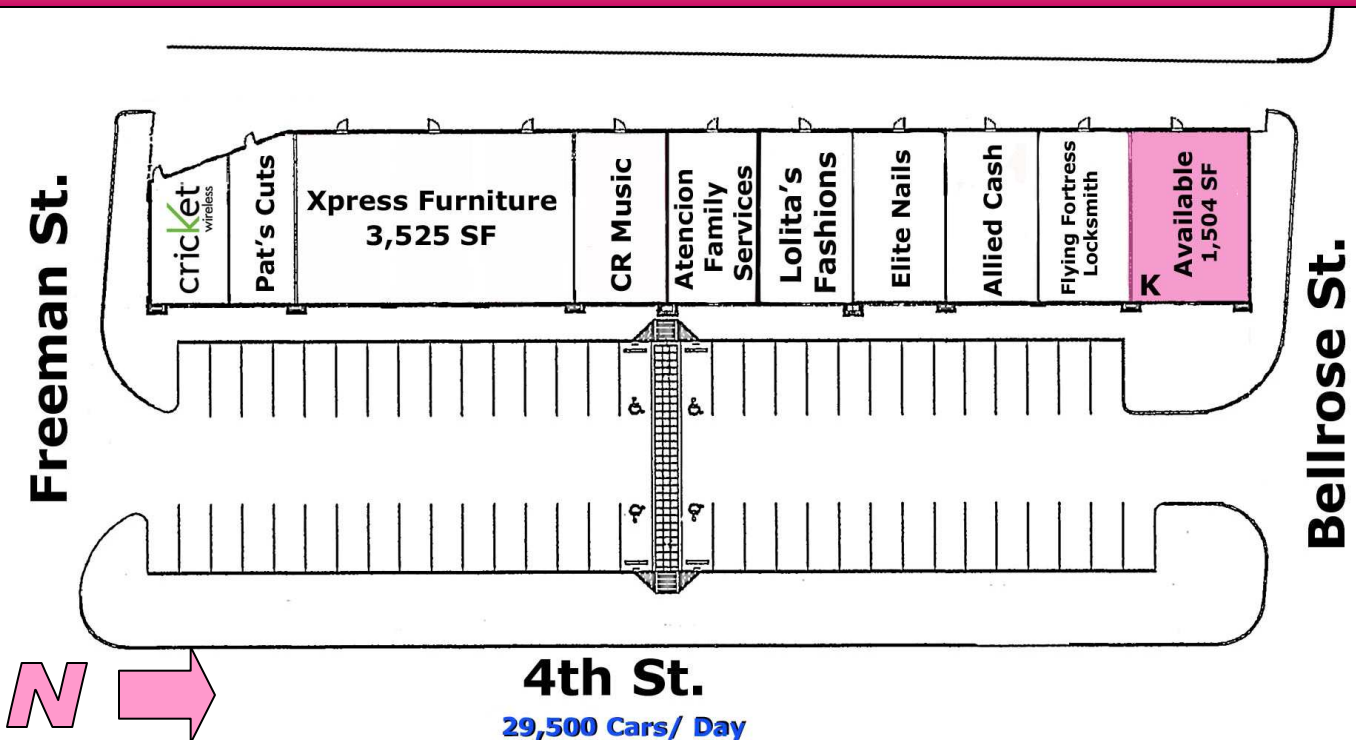 Freeman St.
cricket
wireless
Pat's Cuts
Xpress Furniture
3,525 SF
CR Music
Atencion
Family
Services
Lolita's
Fashions
Elite Nails
Allied Cash
Flying Fortress
Locksmith
Available
1,504 SF
K
Bellrose St.
N
4th St.
29,500 Cars/ Day